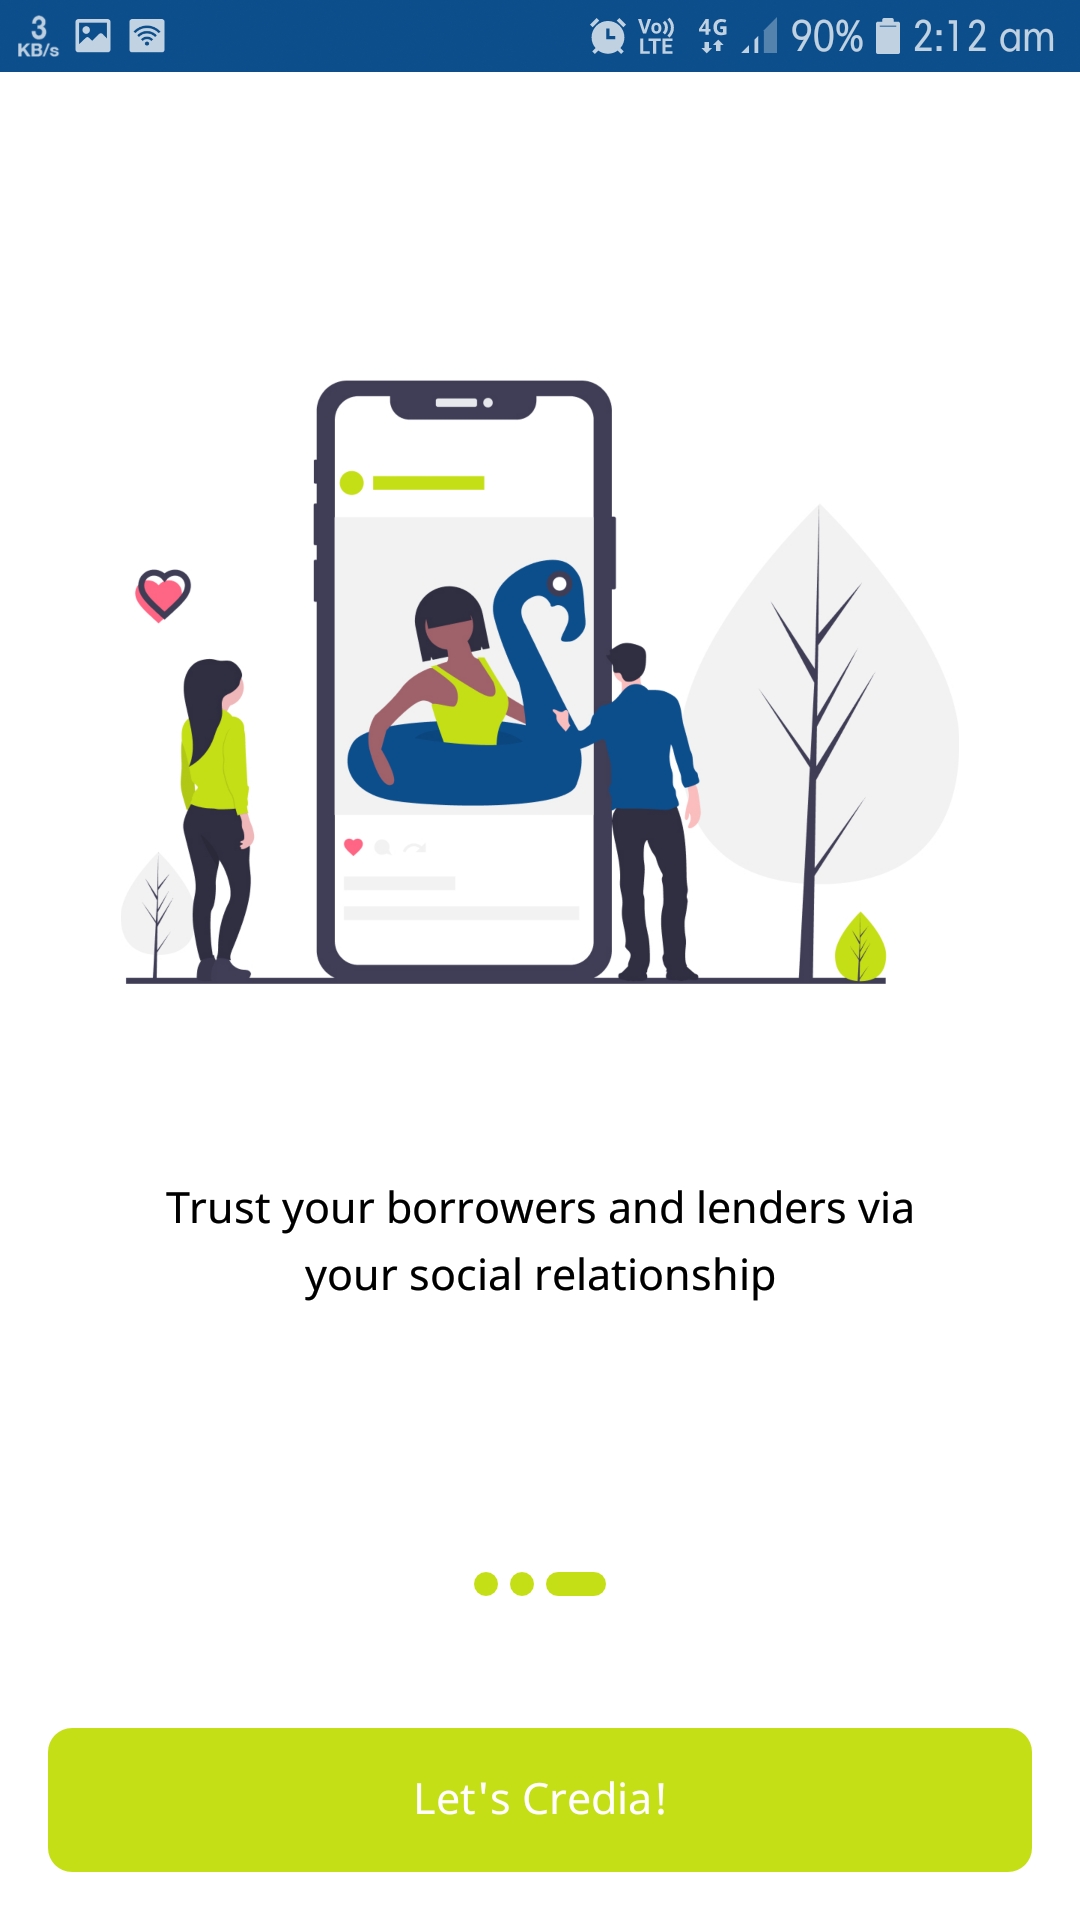 3
KB/s
Vo)) LTE 4G 90% 2:12 am
Trust your borrowers and lenders via
your social relationship
Let's Credia!